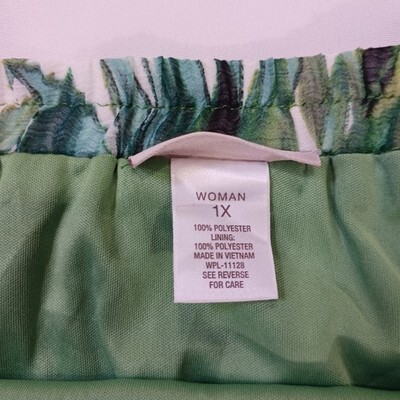 WOMAN
1X
100% POLYESTER
LINING:
100% POLYESTER
MADE IN VIETNAM
WPL-11128
SEE REVERSE
FOR CARE